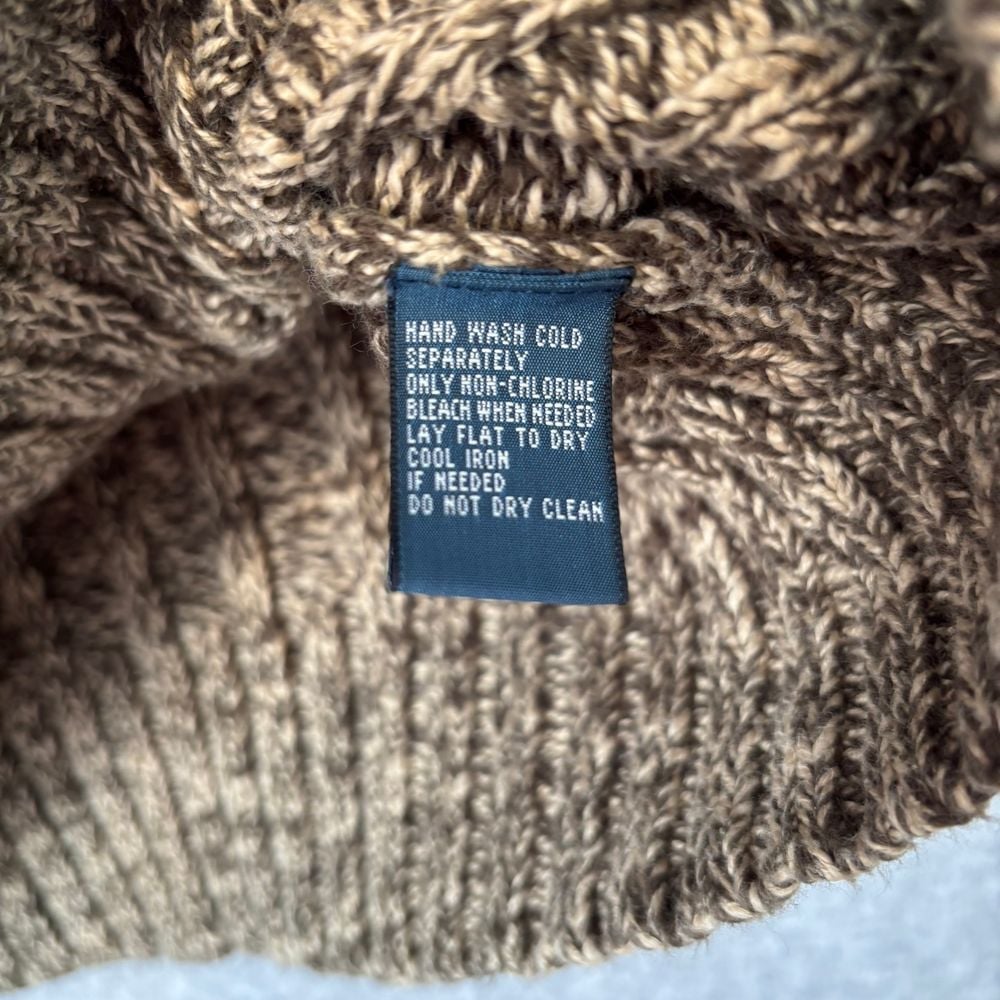 HAND WASH COLD
SEPARATELY
ONLY NON-CHLORINE
BLEACH WHEN NEEDED
LAY FLAT TO DRY
COOL IRON
IF NEEDED
DO NOT DRY CLEAN